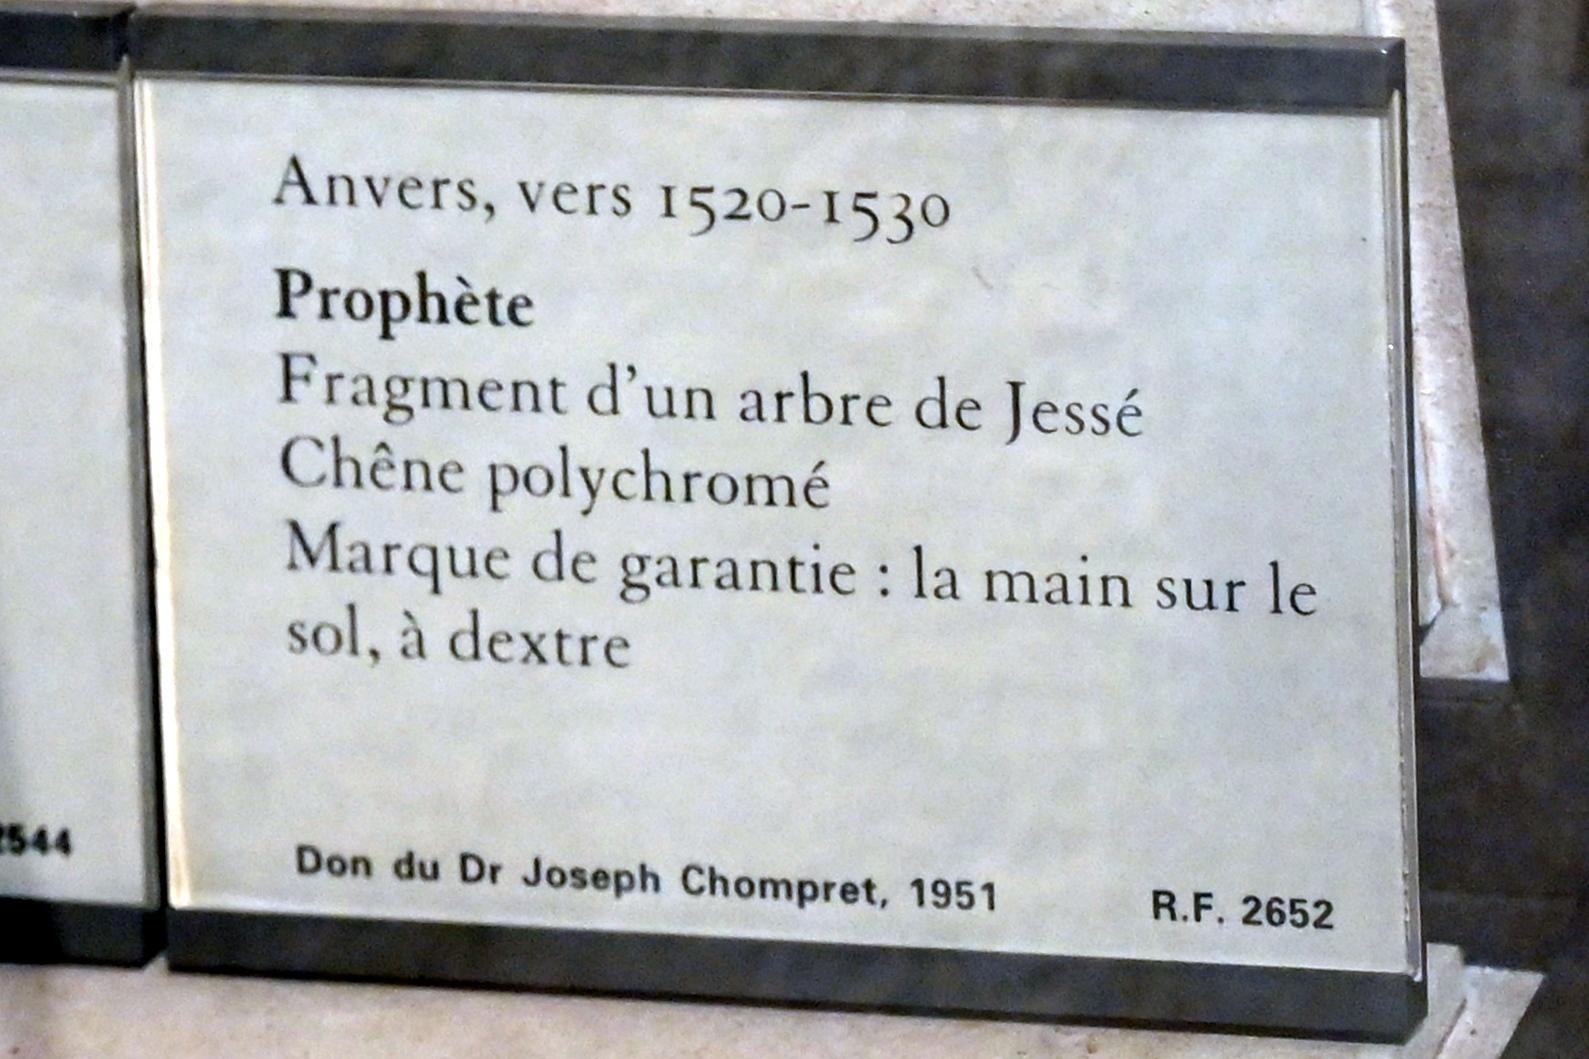 Anvers, vers 1520-1530
Prophète
Fragment d'un arbre de Jessé
Chêne polychromé
Marque de garantie : la main sur le
sol, à dextre
Don du Dr Joseph Chompret, 1951
R.F. 2652
2544